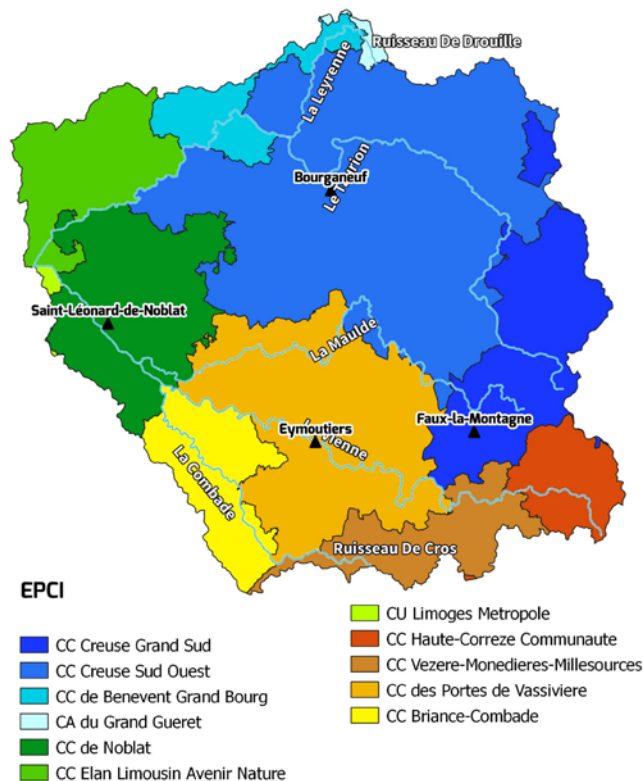 Ruisseau De Drouille
La Leyrenne
Bourganeuf
Le Taurion
Saint-Léonard-de-Noblat
La Maulde
Faux-la-Montagne
Eymoutiers
La Combade
Ruisseau De Cros
EPCI
CC Creuse Grand Sud
CC Creuse Sud Ouest
CC de Benevent Grand Bourg
CA du Grand Gueret
CC de Noblat
CC Elan Limousin Avenir Nature
CU Limoges Metropole
CC Haute-Correze Communaute
CC Vezere-Monedieres-Millesources
CC des Portes de Vassiviere
CC Briance-Combade